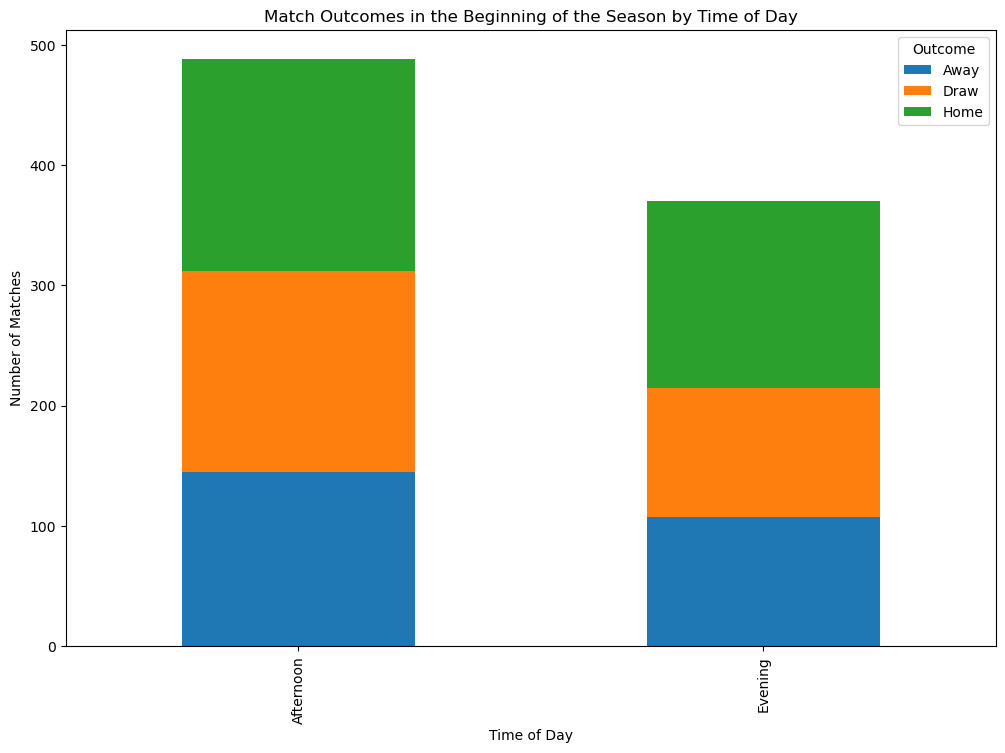 Match Outcomes in the Beginning of the Season by Time of Day
Outcome
Away
Draw
Home
Number of Matches
500
400
300
200
100
0
Afternoon
Evening
Time of Day